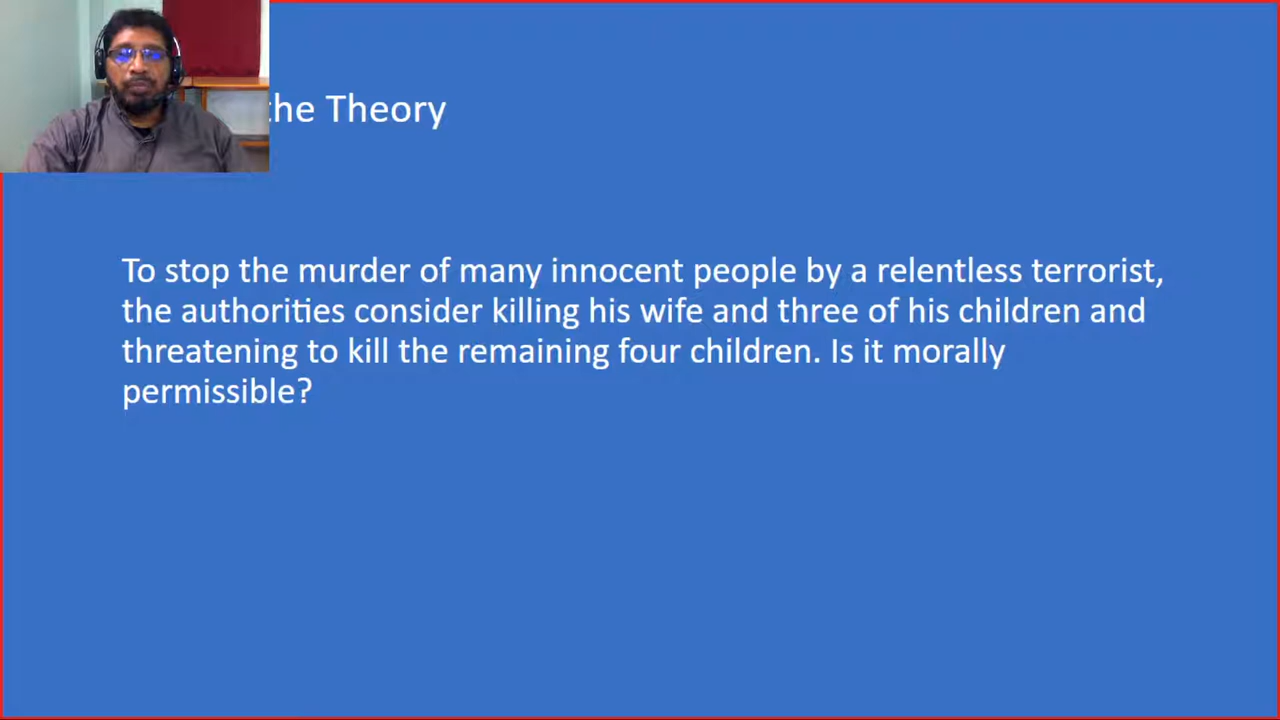 the Theory
To stop the murder of many innocent people by a relentless terrorist,
the authorities consider killing his wife and three of his children and
threatening to kill the remaining four children. Is it morally
permissible?